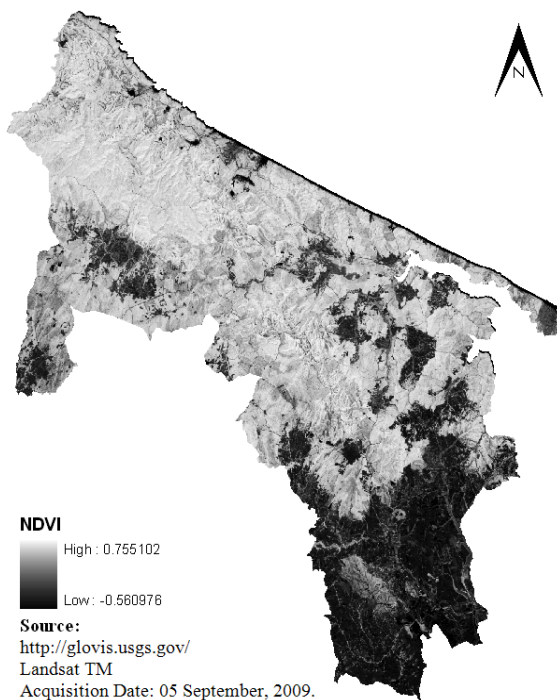 N
NDVI
High : 0.755102
Low : -0.560976
Source:
http://glovis.usgs.gov/
Landsat TM
Acquisition Date: 05 September, 2009.